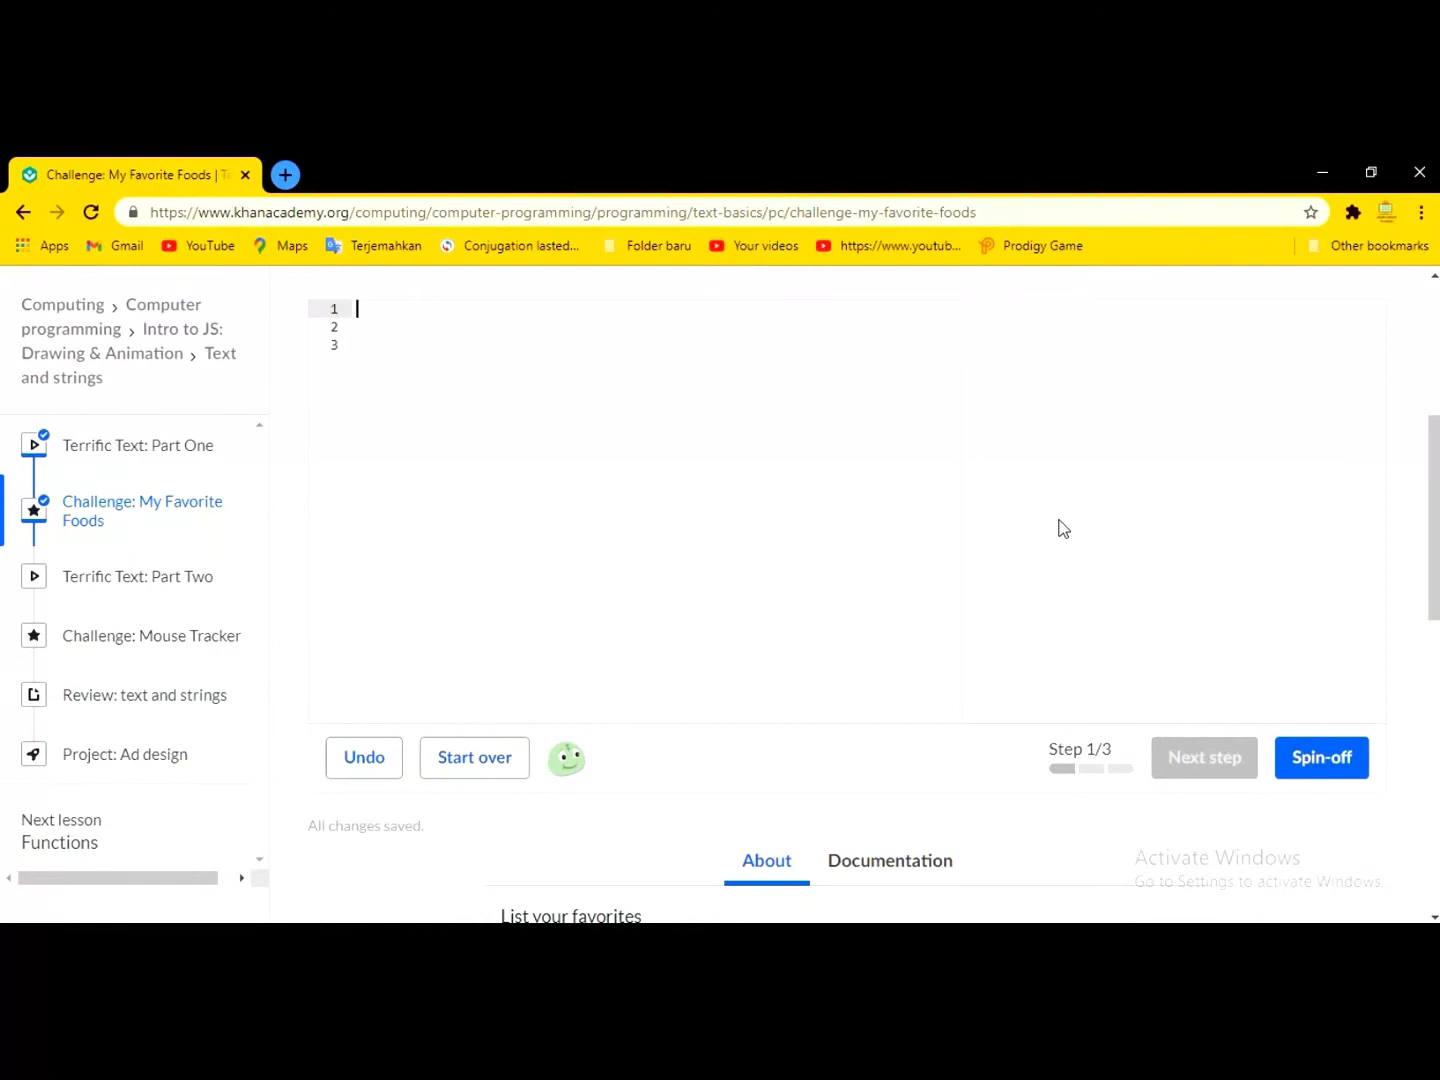 Challenge: My Favorite Foods | Te
https://www.khanacademy.org/computing/computer-programming/programming/text-basics/pc/challenge-my-favorite-foods
Apps Gmail YouTube Maps Terjemahkan Conjugation lasted... Folder baru Your videos https://www.youtub... Prodigy Game Other bookmarks
Computing › Computer
programming › Intro to JS:
Drawing & Animation › Text
and strings
Terrific Text: Part One
Challenge: My Favorite
Foods
Terrific Text: Part Two
Challenge: Mouse Tracker
Review: text and strings
Project: Ad design
Next lesson
Functions
1
2
3
Undo Start over Step 1/3 Next step Spin-off
All changes saved.
About Documentation
Activate Windows
Go to Settings to activate Windows.
List your favorites